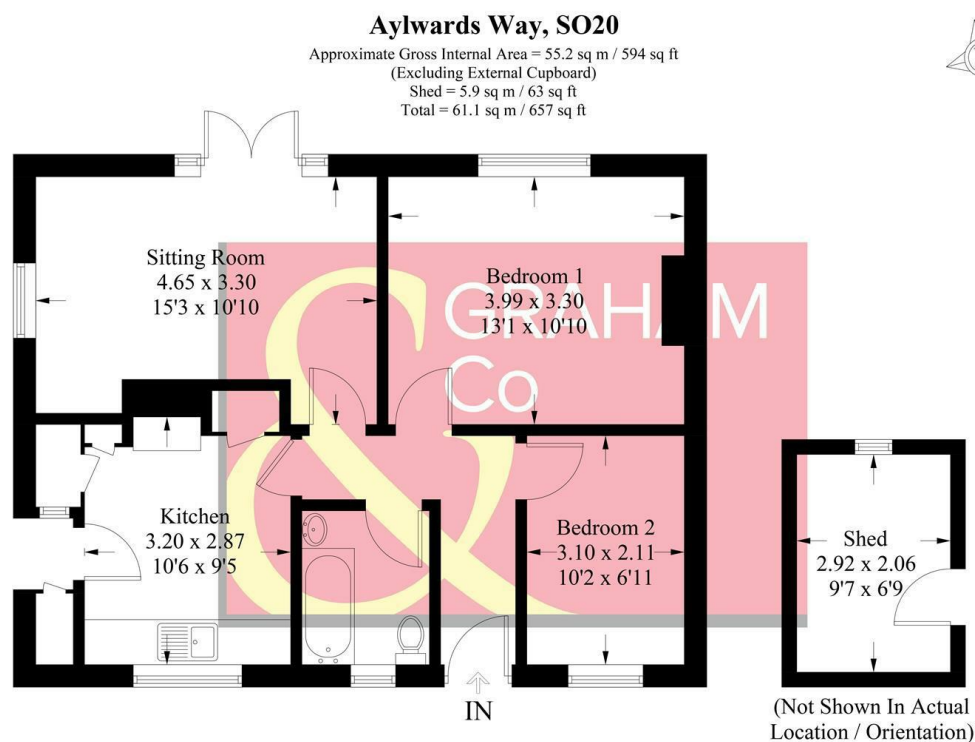 Aylwards Way, SO20
Approximate Gross Internal Area = 55.2 sq m / 594 sq ft
(Excluding External Cupboard)
Shed = 5.9 sq m / 63 sq ft
Total = 61.1 sq m / 657 sq ft
Sitting Room
4.65 x 3.30
15'3 x 10'10
Bedroom 1
3.99 x 3.30
13'1 x 10'10
& GRAHAM
Co
Kitchen
3.20 x 2.87
10'6 x 9'5
Bedroom 2
3.10 x 2.11
10'2 x 6'11
Shed
2.92 x 2.06
9'7 x 6'9
IN
(Not Shown In Actual
Location / Orientation)